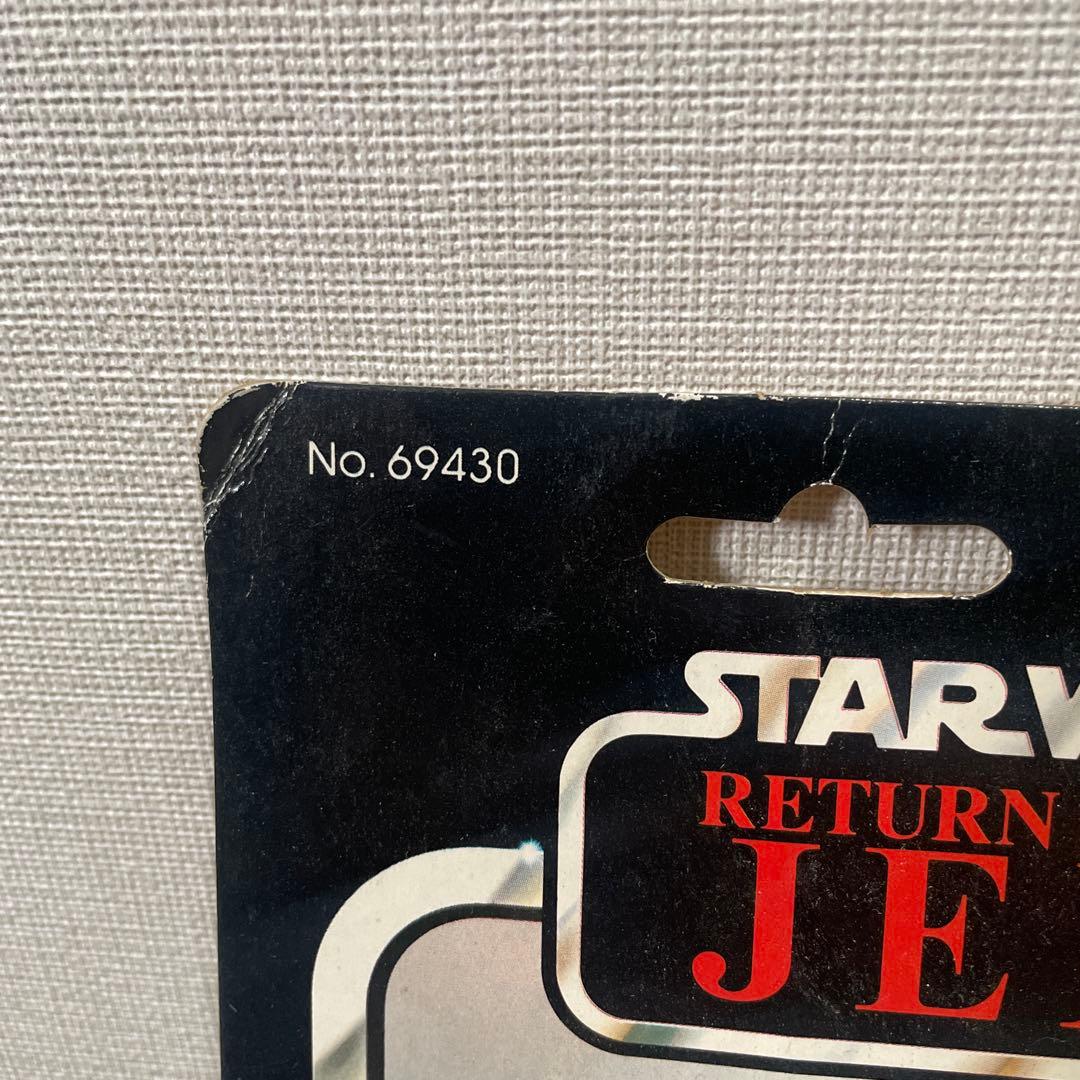 No. 69430
STAR
RETURN
JE